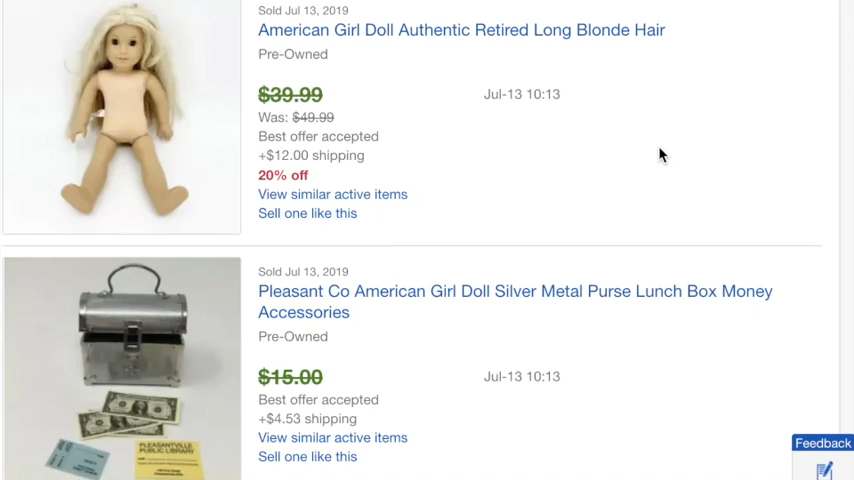 Sold Jul 13, 2019
American Girl Doll Authentic Retired Long Blonde Hair
Pre-Owned
$39.99
Jul-13 10:13
Was: $49.99
Best offer accepted
+$12.00 shipping
20% off
View similar active items
Sell one like this
Sold Jul 13, 2019
Pleasant Co American Girl Doll Silver Metal Purse Lunch Box Money
Accessories
Pre-Owned
$15.00
Jul-13 10:13
Best offer accepted
+$4.53 shipping
View similar active items
Sell one like this
PLEASANTVILLE
PUBLIC LIBRARY
Feedback